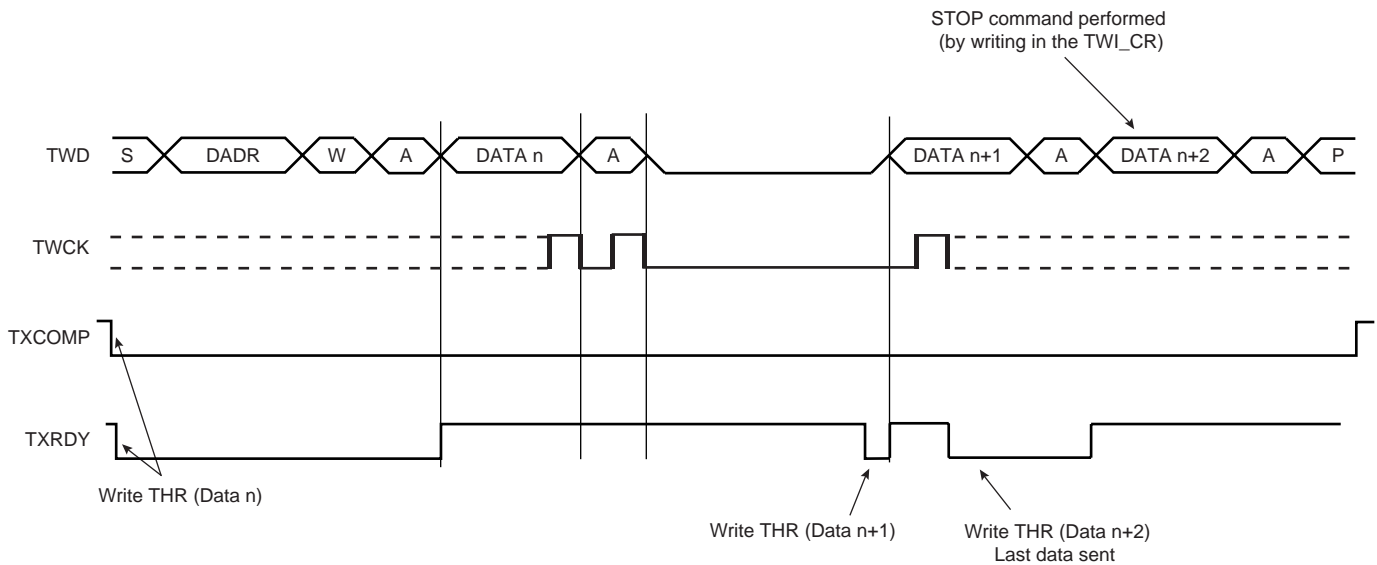 STOP command performed
(by writing in the TWI_CR)
TWD S DADR W A DATA n A DATA n+1 A DATA n+2 A P
TWCK
TXCOMP
TXRDY
Write THR (Data n)
Write THR (Data n+1)
Write THR (Data n+2)
Last data sent